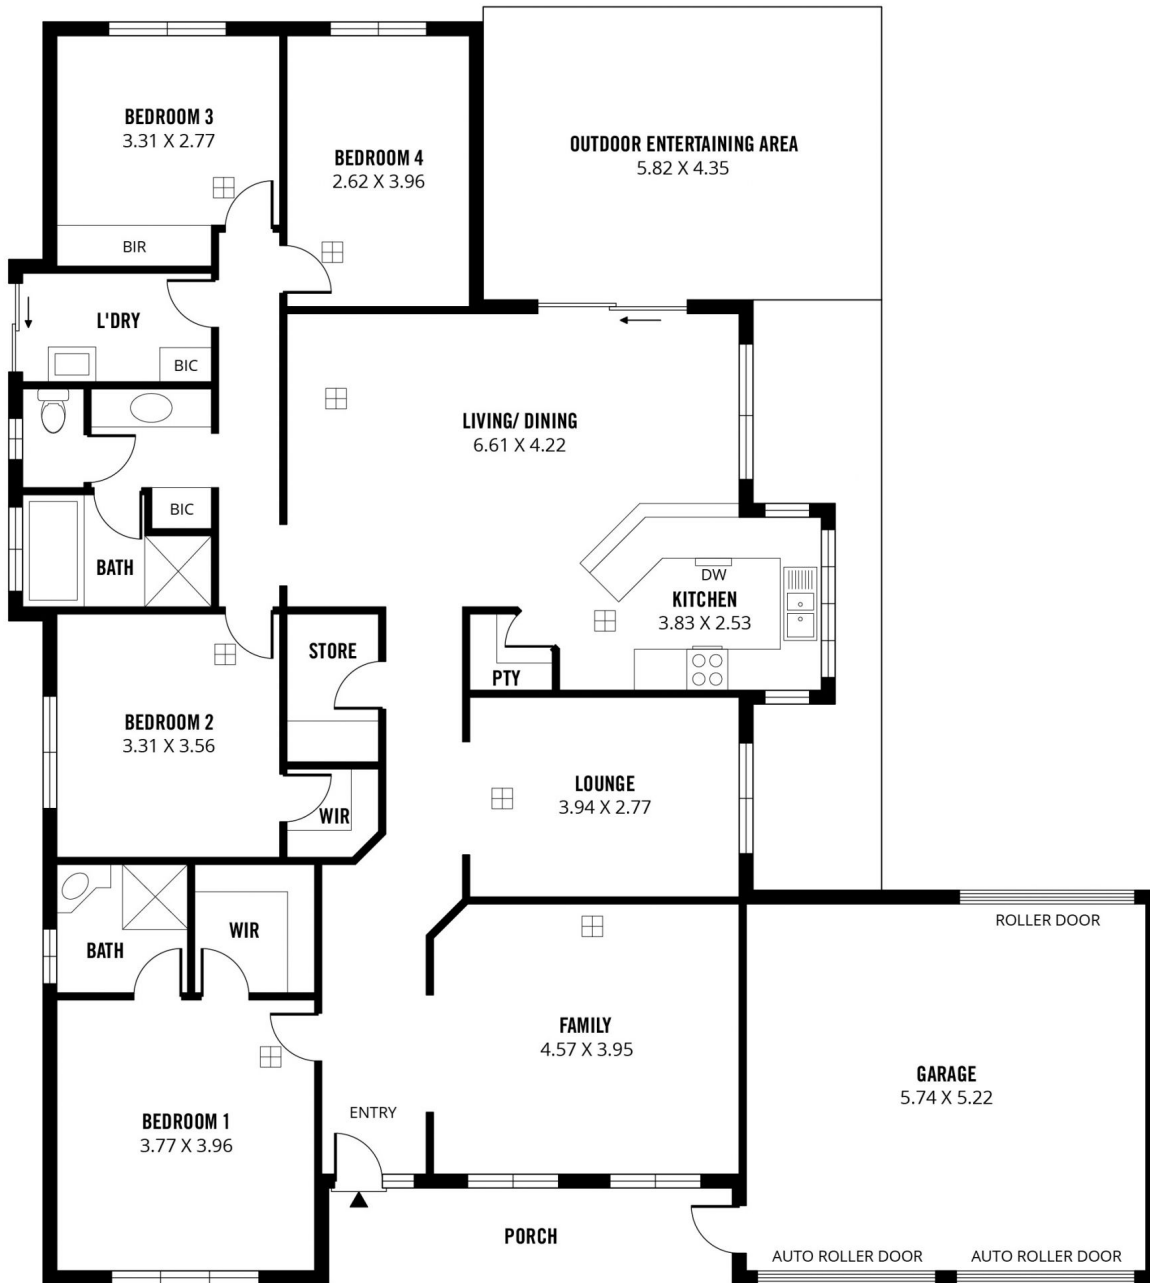 BEDROOM 3
3.31 X 2.77
BEDROOM 4
2.62 X 3.96
OUTDOOR ENTERTAINING AREA
5.82 X 4.35
BIR
L'DRY
BIC
LIVING/ DINING
6.61 X 4.22
BIC
BATH
DW
KITCHEN
3.83 X 2.53
STORE
PTY
BEDROOM 2
3.31 X 3.56
LOUNGE
3.94 X 2.77
WIR
BATH
WIR
ROLLER DOOR
FAMILY
4.57 X 3.95
GARAGE
5.74 X 5.22
ENTRY
BEDROOM 1
3.77 X 3.96
PORCH
AUTO ROLLER DOOR
AUTO ROLLER DOOR